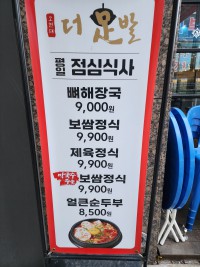 더 족발
평일 점심식사
뼈해장국
9,000원
보쌈정식
9,900원
제육정식
9,900원
보쌈정식
9,900원
얼큰순두부
8,500원